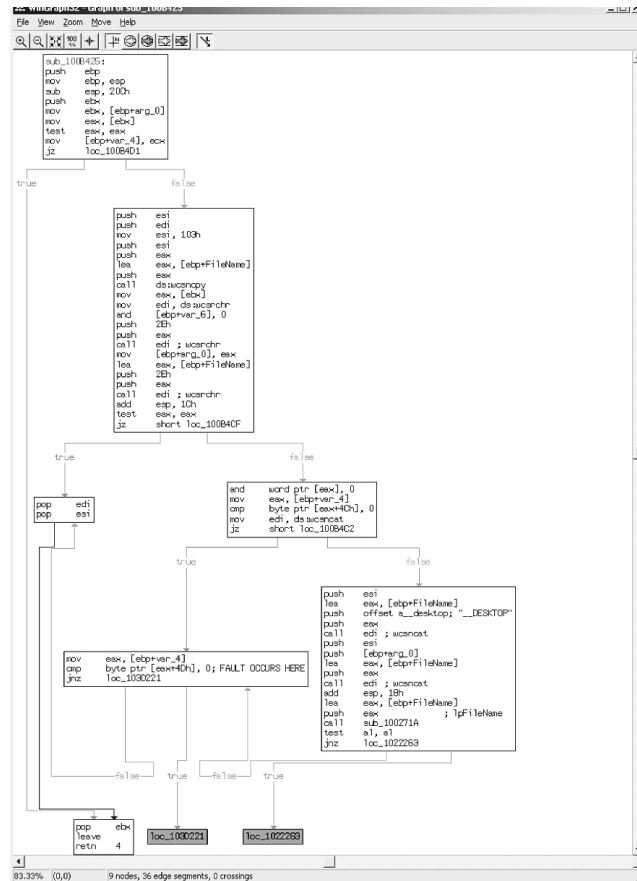 WinGraph32 - Graph of sub_100B425
File View Zoom Move Help
sub_100B425:
push ebp
mov ebp, esp
sub esp, 20Ch
push ebx
mov ebx, [ebp+arg_0]
mov eax, [ebx]
test eax, eax
mov [ebp+var_4], ecx
jz loc_100B4D1
true
false
push esi
push edi
mov esi, 103h
push esi
push eax
lea eax, [ebp+FileName]
push eax
call ds:wcsncpy
mov eax, [ebx]
mov edi, ds:wcsrchr
and [ebp+var_6], 0
push 2Eh
push eax
call edi ; wcsrchr
mov [ebp+arg_0], eax
lea eax, [ebp+FileName]
push 2Eh
push eax
call edi ; wcsrchr
add esp, 1Ch
test eax, eax
jz short loc_100B4CF
true
false
pop edi
pop esi
and word ptr [eax], 0
mov eax, [ebp+var_4]
cmp byte ptr [eax+4Ch], 0
mov edi, ds:wcsncat
jz short loc_100B4C2
true
false
push esi
lea eax, [ebp+FileName]
push offset a__desktop; "__DESKTOP"
push eax
call edi ; wcsncat
push esi
push [ebp+arg_0]
lea eax, [ebp+FileName]
push eax
call edi ; wcsncat
add esp, 18h
lea eax, [ebp+FileName]
push eax ; lpFileName
call sub_100271A
test al, al
jnz loc_1022263
mov eax, [ebp+var_4]
cmp byte ptr [eax+4Dh], 0; FAULT OCCURS HERE
jnz loc_103D221
false
true
false
true
pop ebx
leave
retn 4
loc_103D221
loc_1022263
83.33% (0,0) 9 nodes, 36 edge segments, 0 crossings